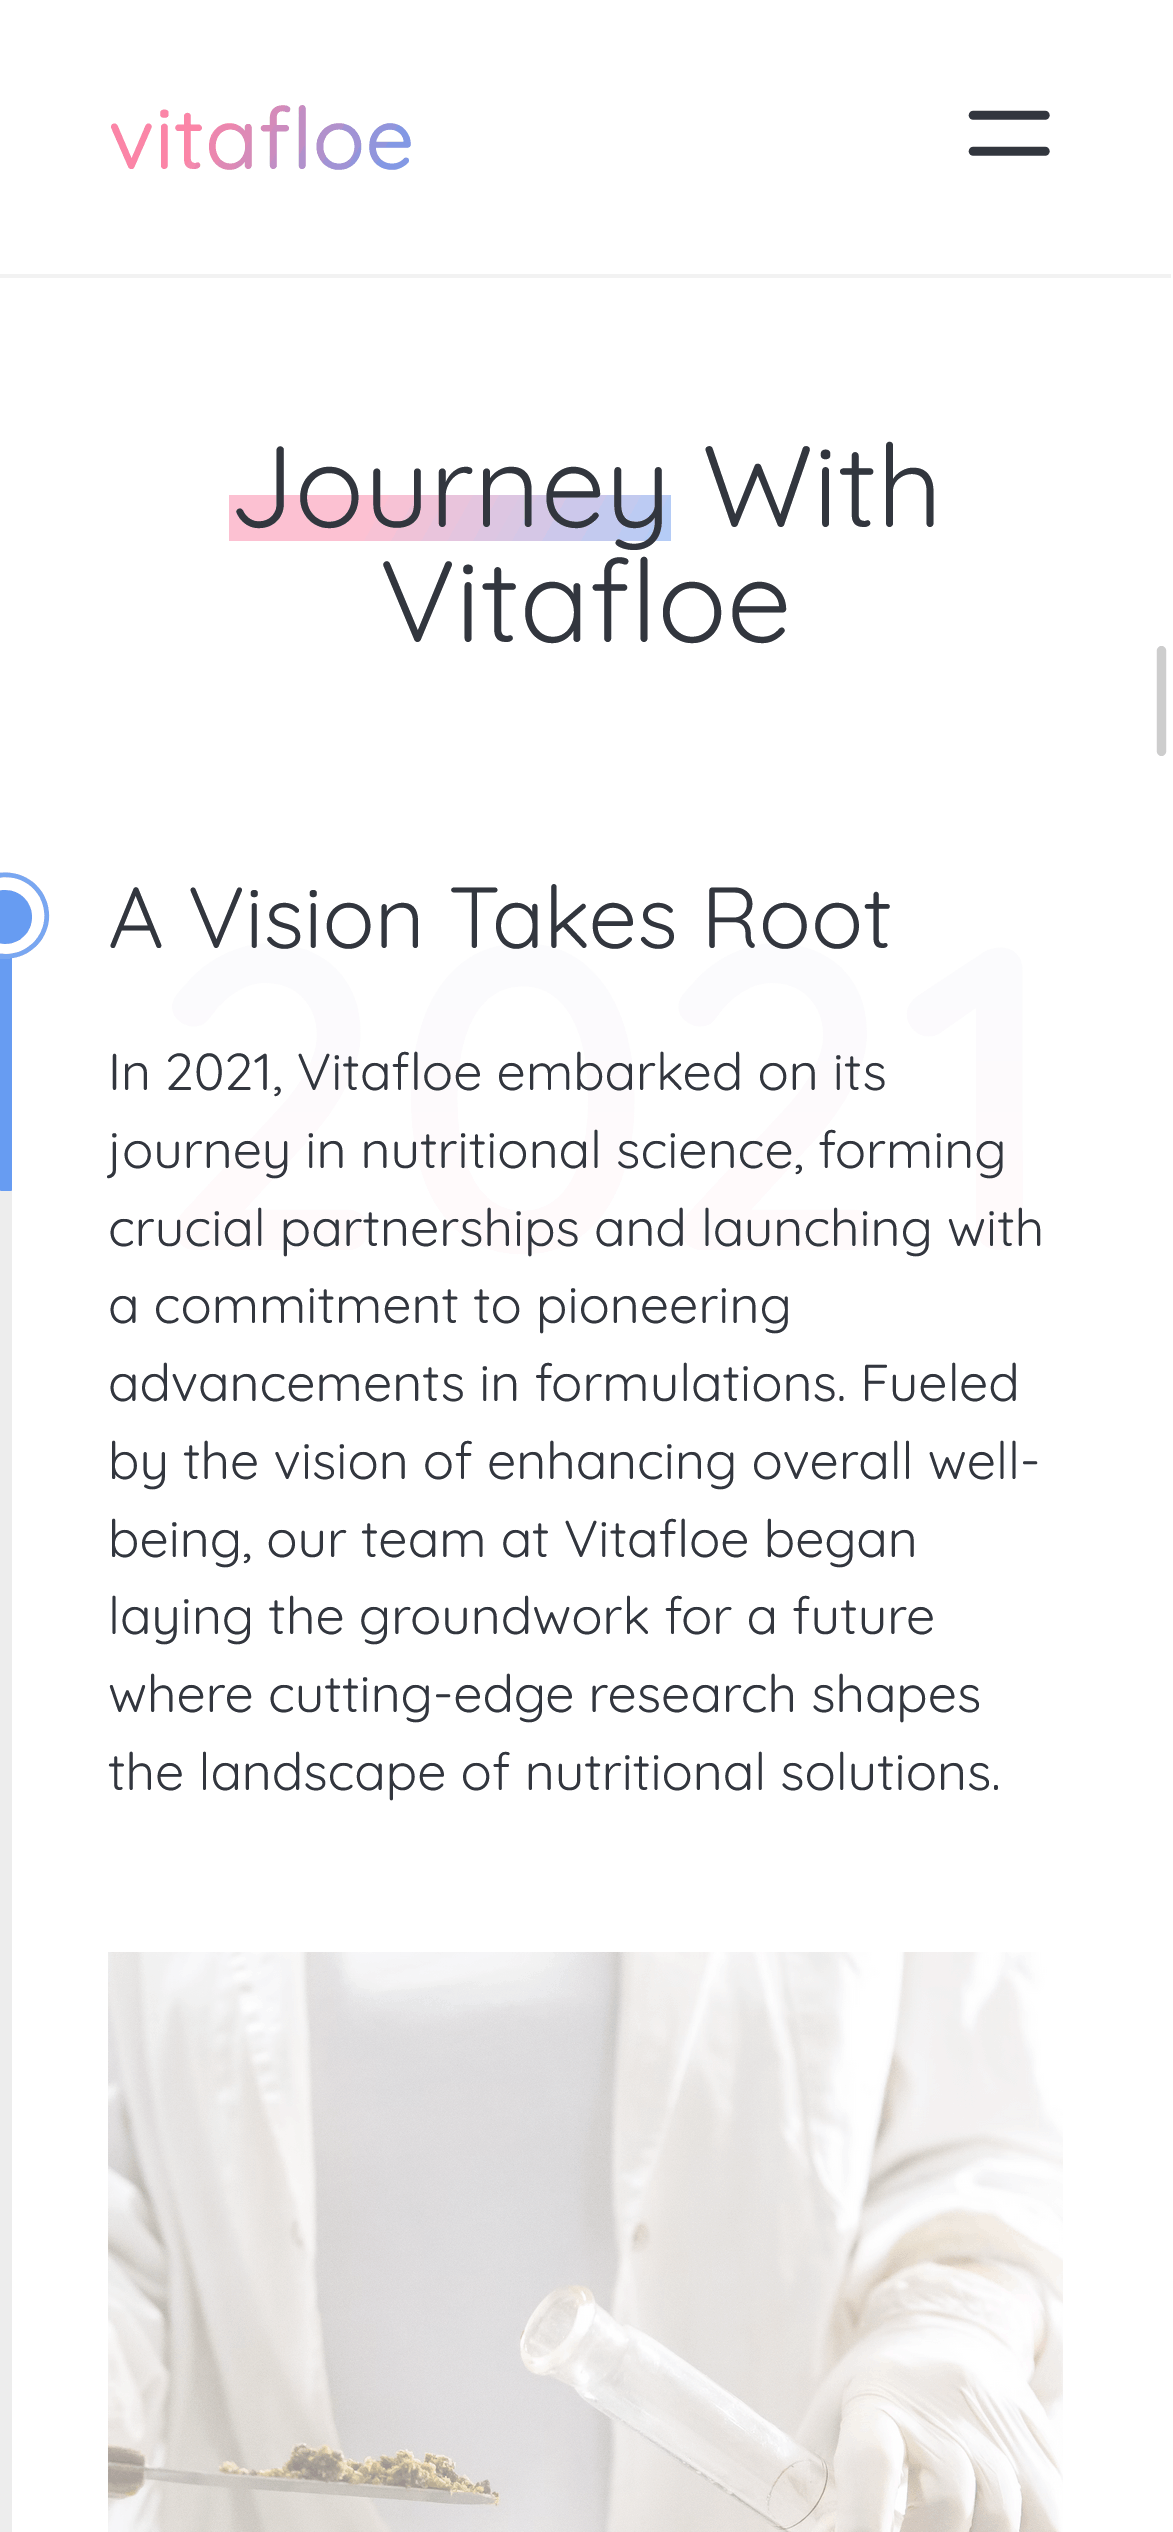 vitafloe
Journey With
Vitafloe
A Vision Takes Root
2021
In 2021, Vitafloe embarked on its
journey in nutritional science, forming
crucial partnerships and launching with
a commitment to pioneering
advancements in formulations. Fueled
by the vision of enhancing overall well-
being, our team at Vitafloe began
laying the groundwork for a future
where cutting-edge research shapes
the landscape of nutritional solutions.